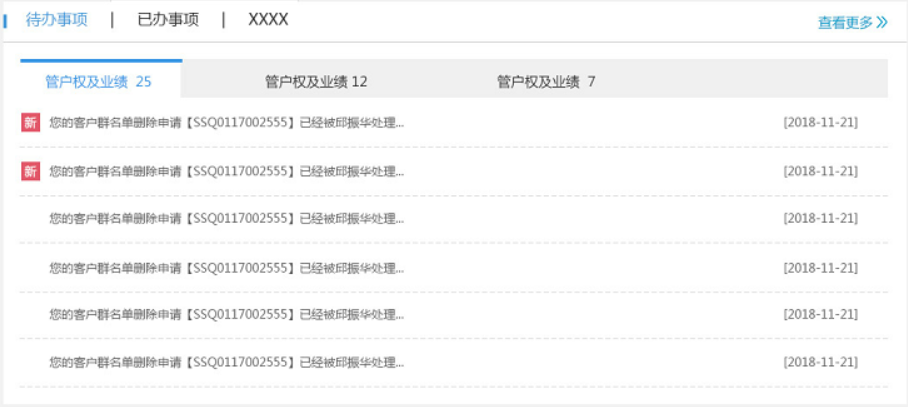 待办事项 | 已办事项 | XXXX 查看更多
管户权及业绩 25 管户权及业绩 12 管户权及业绩 7
新 您的客户群名单删除申请【SSQ0117002555】已经被邱振华处理... [2018-11-21]
新 您的客户群名单删除申请【SSQ0117002555】已经被邱振华处理... [2018-11-21]
您的客户群名单删除申请【SSQ0117002555】已经被邱振华处理... [2018-11-21]
您的客户群名单删除申请【SSQ0117002555】已经被邱振华处理... [2018-11-21]
您的客户群名单删除申请【SSQ0117002555】已经被邱振华处理... [2018-11-21]
您的客户群名单删除申请【SSQ0117002555】已经被邱振华处理... [2018-11-21]